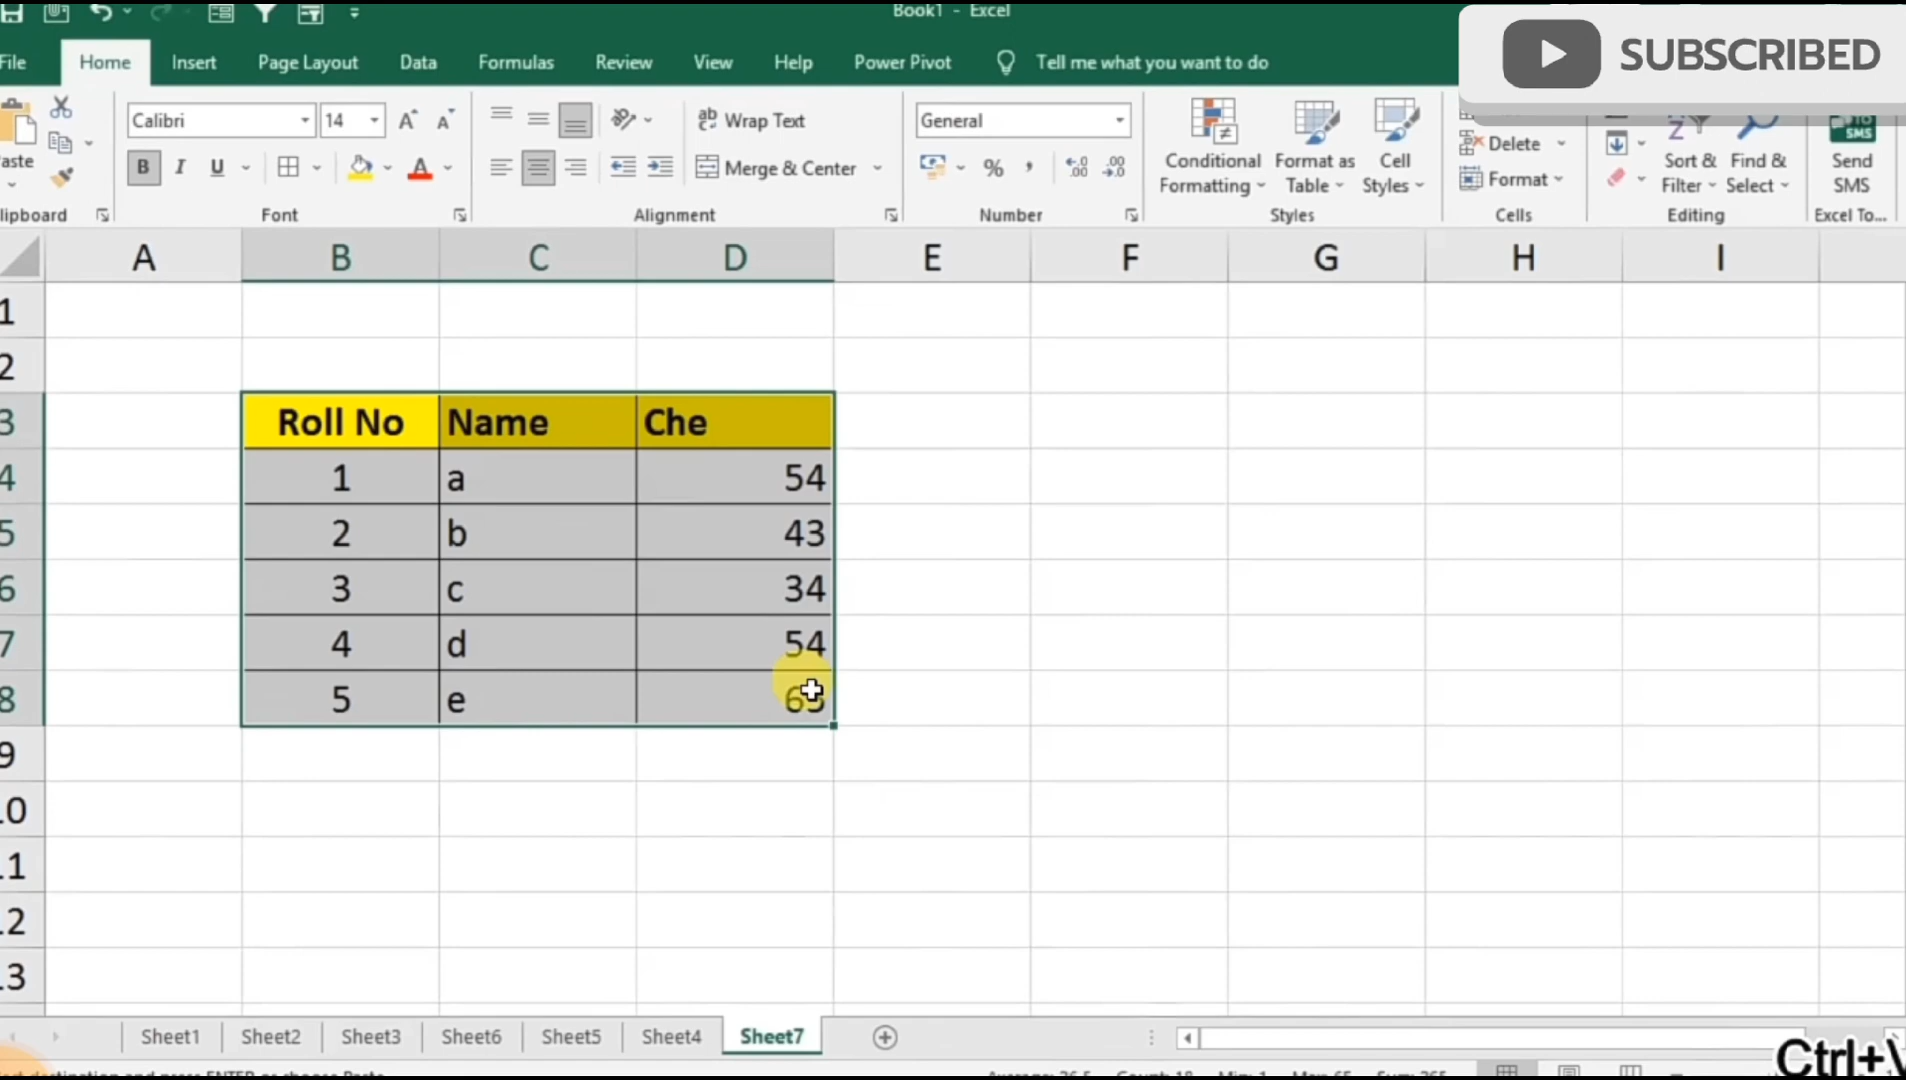 Book1 - Excel
SUBSCRIBED
File Home Insert Page Layout Data Formulas Review View Help Power Pivot Tell me what you want to do
Calibri 14 Wrap Text General Conditional Formatting Format as Table Cell Styles Delete Format Sort & Filter Find & Select Send SMS
B I U Merge & Center % ,
Font Alignment Number Styles Cells Editing Excel To...
A B C D E F G H I
1
2
3 Roll No Name Che
4 1 a 54
5 2 b 43
6 3 c 34
7 4 d 54
8 5 e
9
10
11
12
13
Sheet1 Sheet2 Sheet3 Sheet6 Sheet5 Sheet4 Sheet7
Ctrl+V